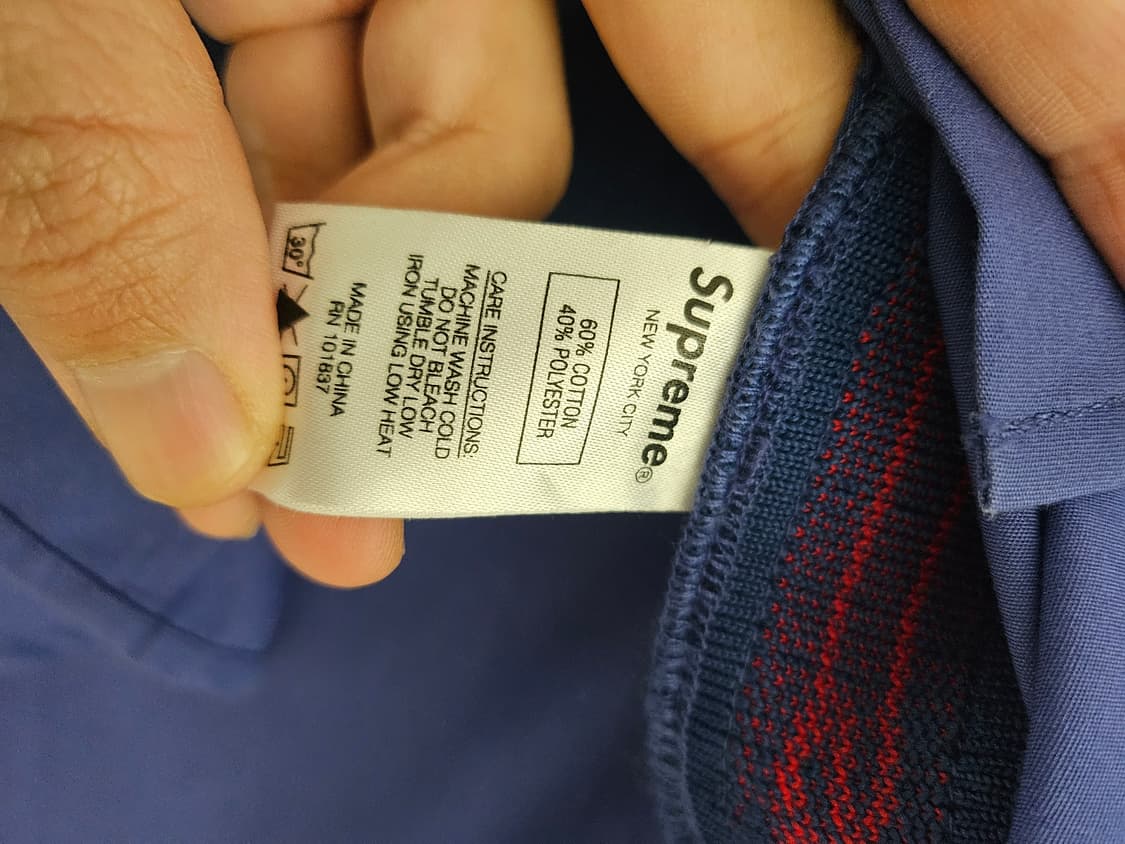 Supreme®
NEW YORK CITY
60% COTTON
40% POLYESTER
CARE INSTRUCTIONS:
MACHINE WASH COLD
DO NOT BLEACH
TUMBLE DRY LOW
IRON USING LOW HEAT
MADE IN CHINA
RN 101837
30°